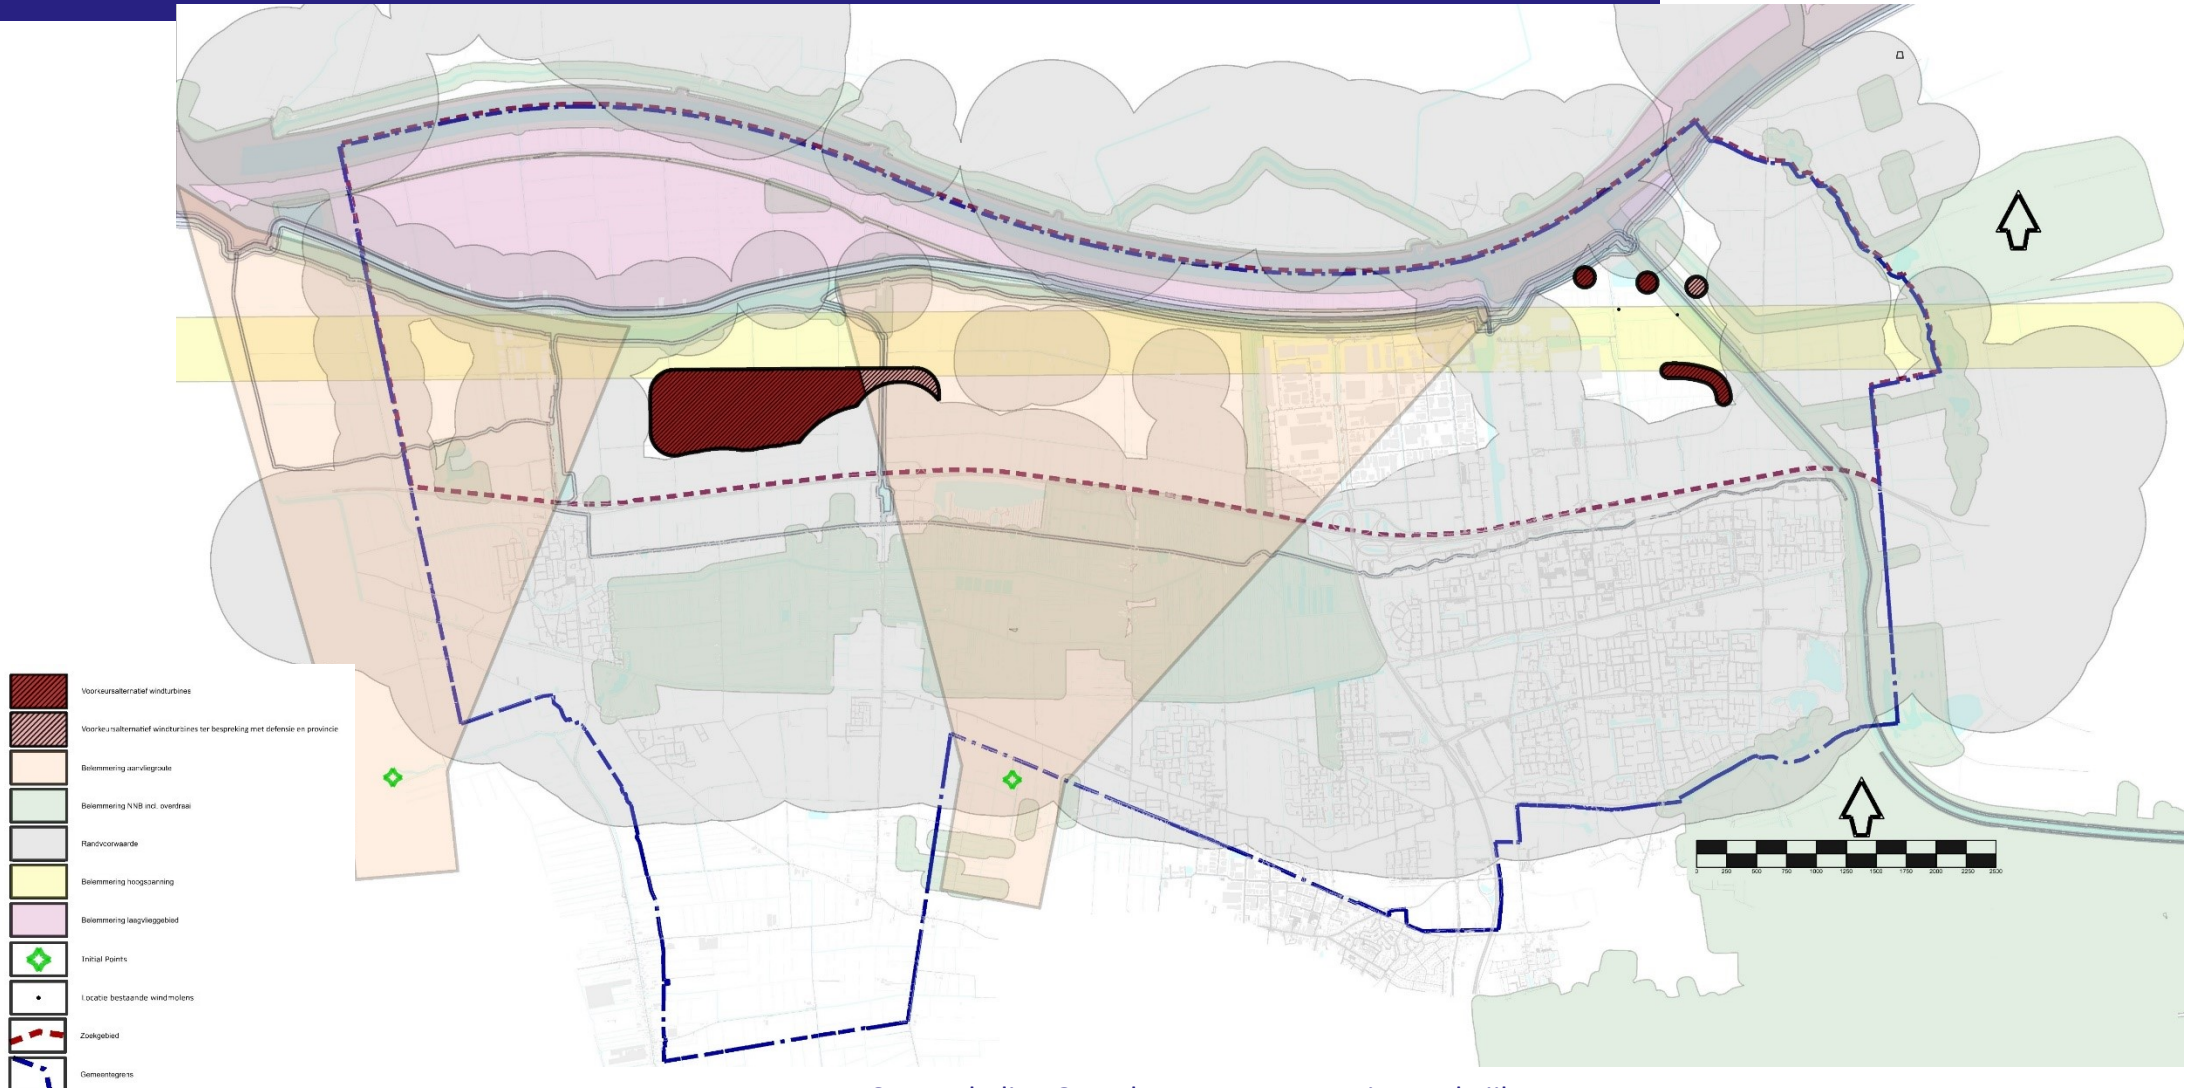 Voorkeursalternatief windturbines
Voorkeursalternatief windturbines ter bespreking met defensie en provincie
Belemmering aanvliegroute
Belemmering NNB incl. overdraai
Randvoorwaarde
Belemmering hoogspanning
Belemmering laagvlieggebied
Initial Points
Locatie bestaande windmolens
Zoekgebied
Gemeentegrens
0 250 500 750 1000 1250 1500 1750 2000 2250 2500